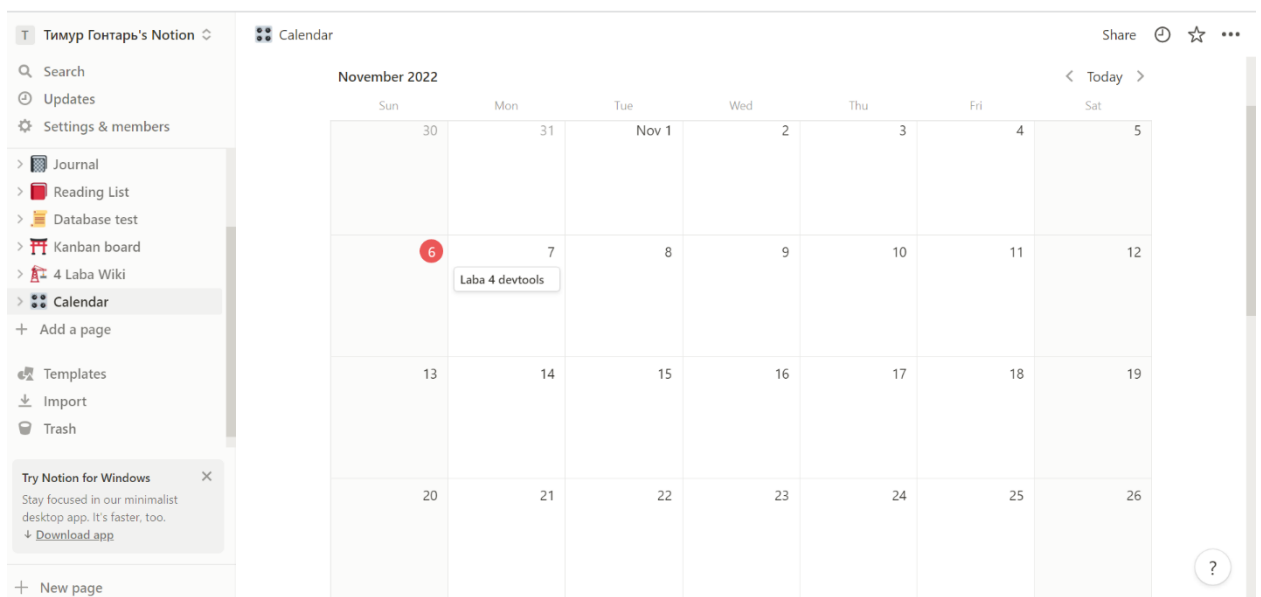 T Тимур Гонтарь's Notion
Search
Updates
Settings & members
Journal
Reading List
Database test
Kanban board
4 Laba Wiki
Calendar
Add a page
Templates
Import
Trash
Try Notion for Windows
Stay focused in our minimalist
desktop app. It's faster, too.
↓ Download app
+ New page
Calendar
Share
November 2022
Today
Sun Mon Tue Wed Thu Fri Sat
30 31 Nov 1 2 3 4 5
6 7 8 9 10 11 12
Laba 4 devtools
13 14 15 16 17 18 19
20 21 22 23 24 25 26
?